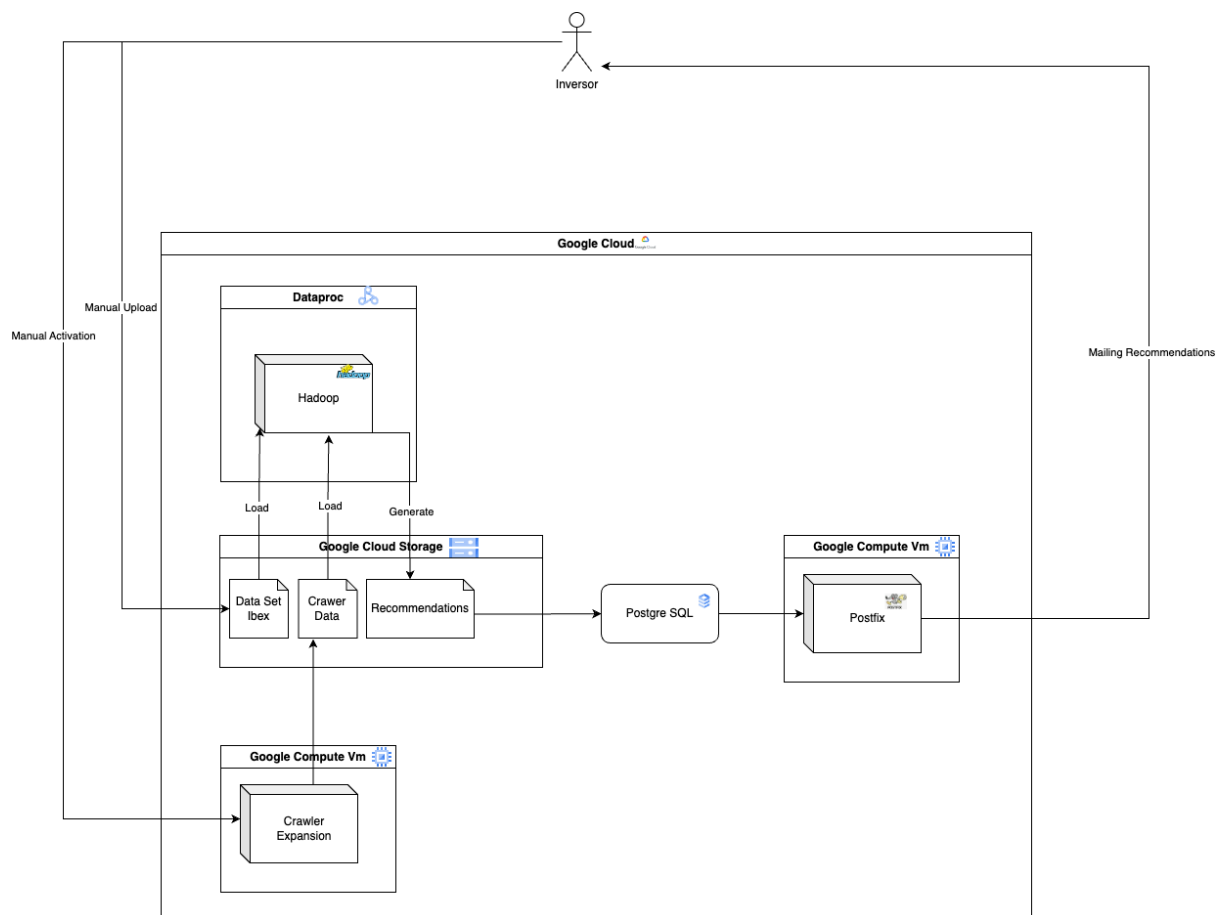 Inversor
Google Cloud
Dataproc
Manual Upload
Manual Activation
Mailing Recommendations
Hadoop
Load
Load
Generate
Google Cloud Storage
Google Compute Vm
Data Set
Ibex
Crawer
Data
Recommendations
Postgre SQL
Postfix
Google Compute Vm
Crawler
Expansion